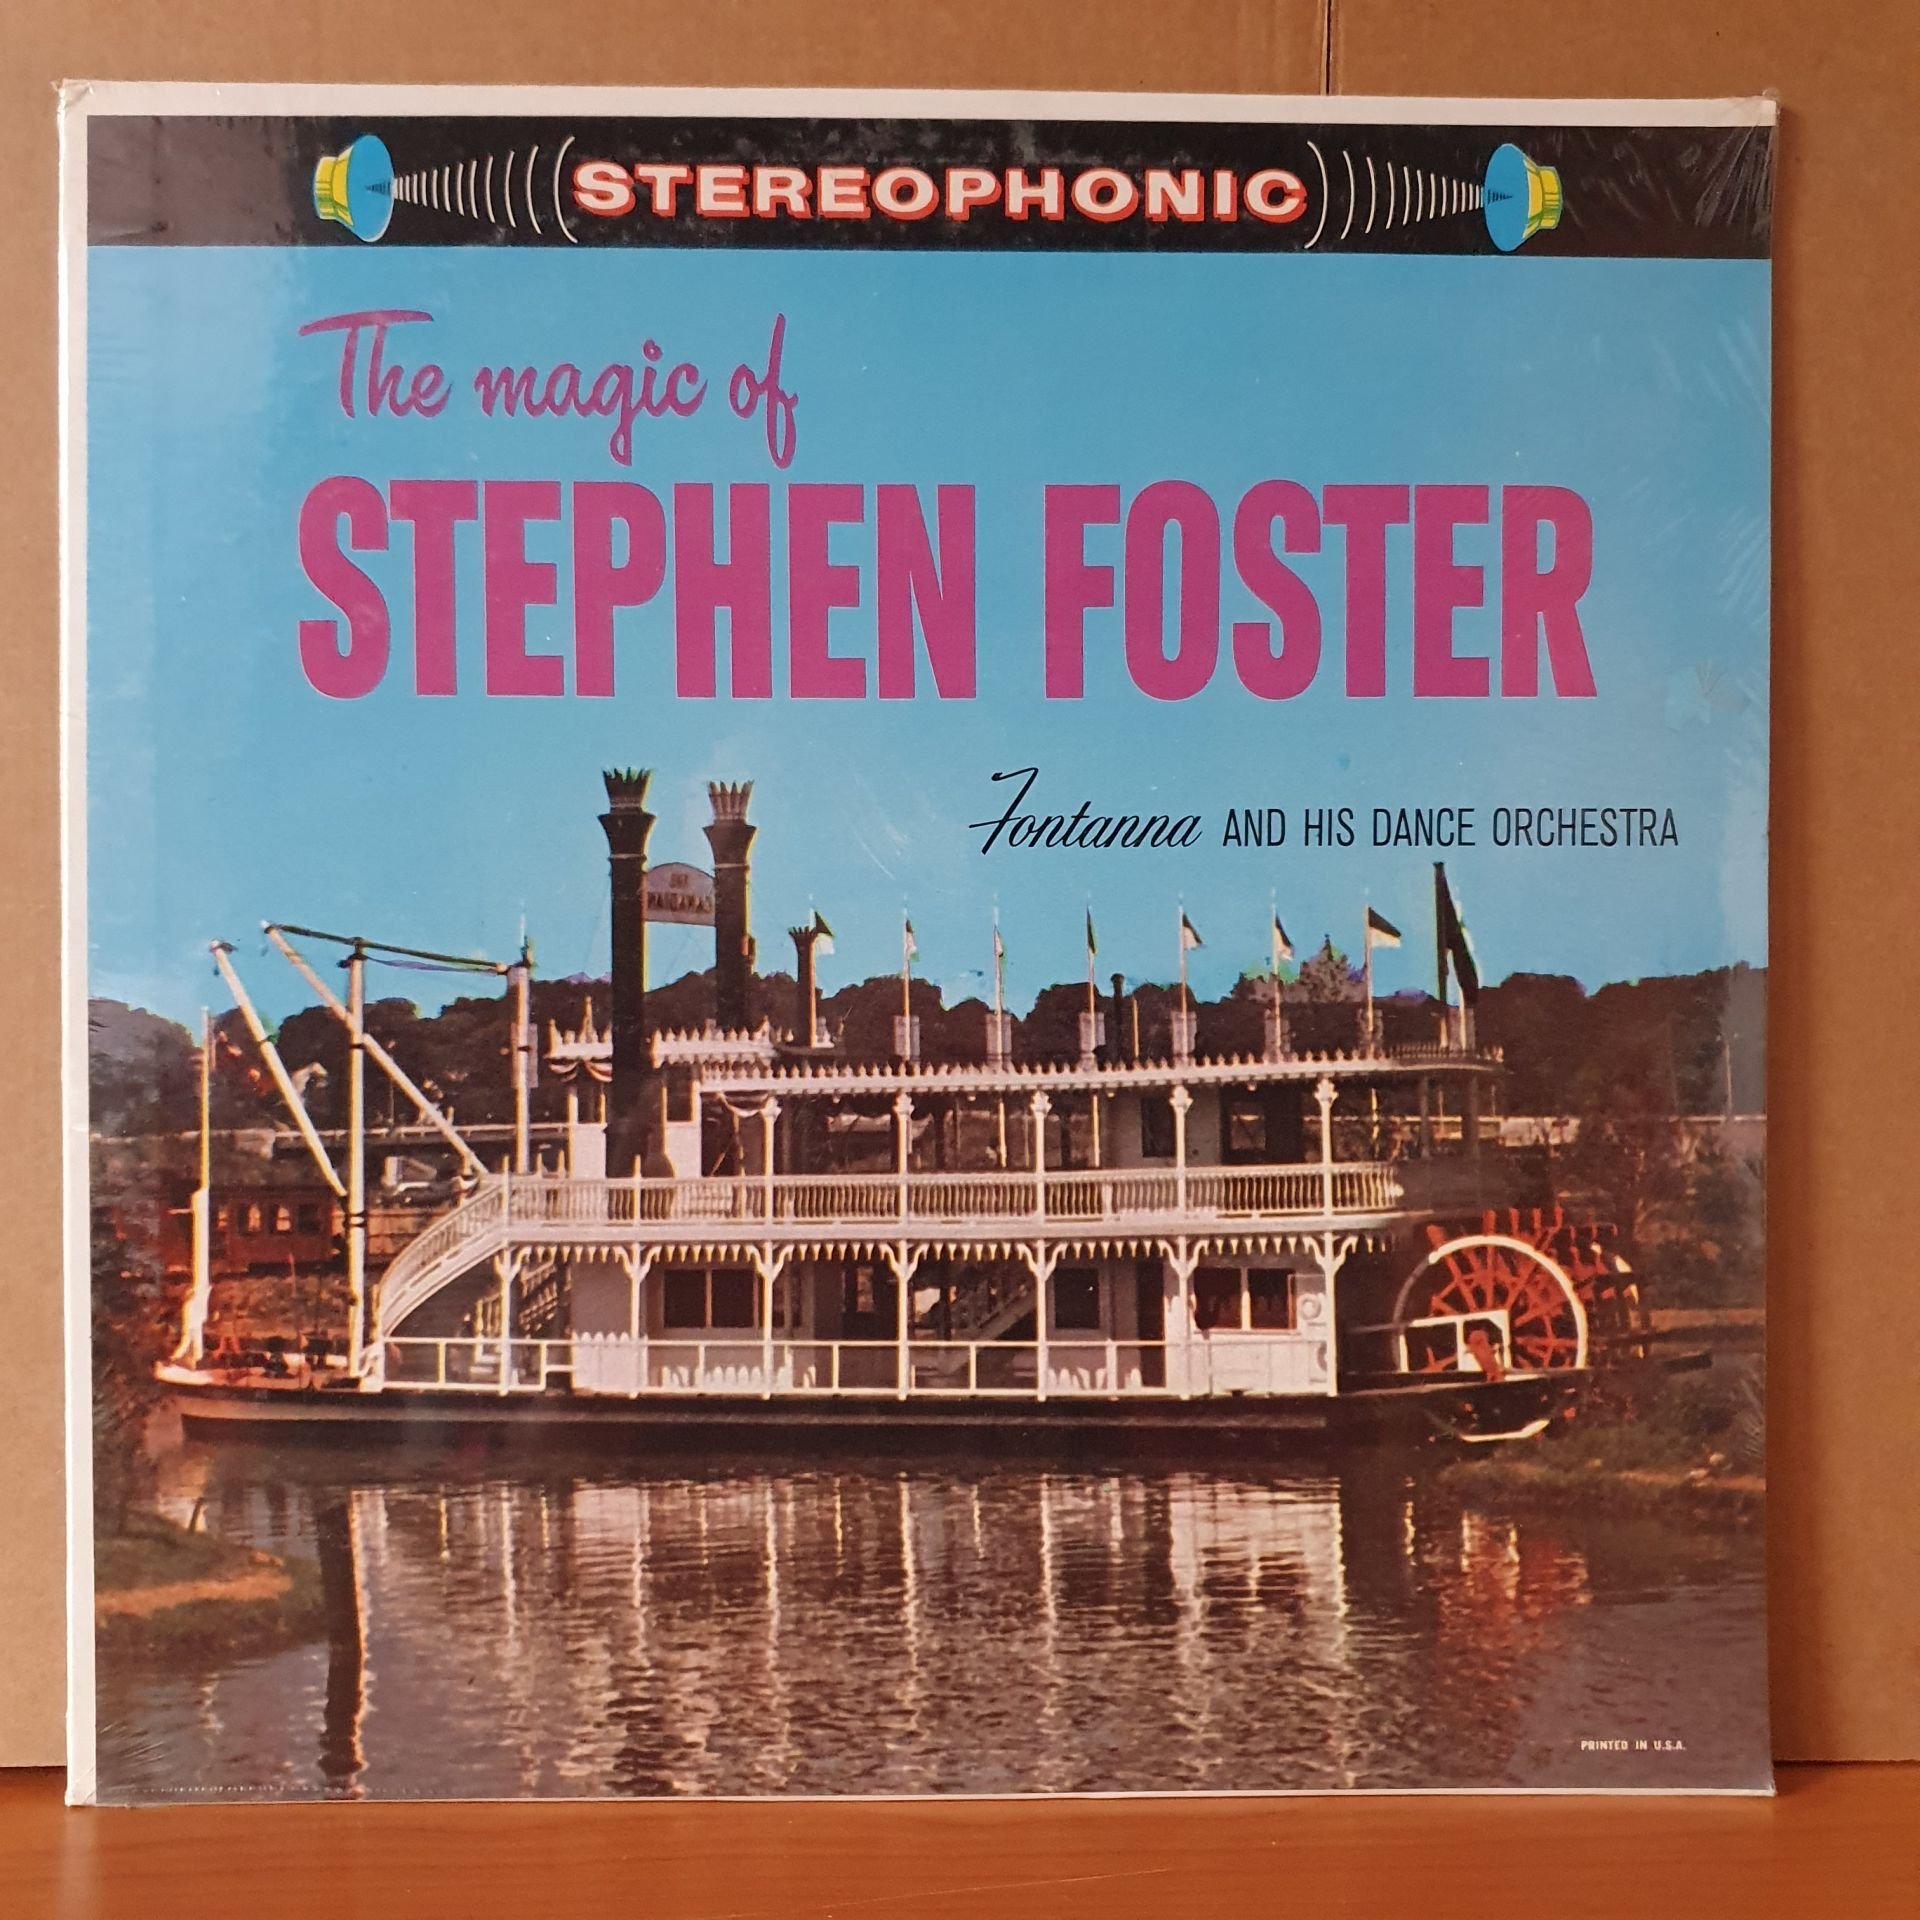 STEREOPHONIC
The magic of
STEPHEN FOSTER
Fontanna AND HIS DANCE ORCHESTRA
PRINTED IN U.S.A.